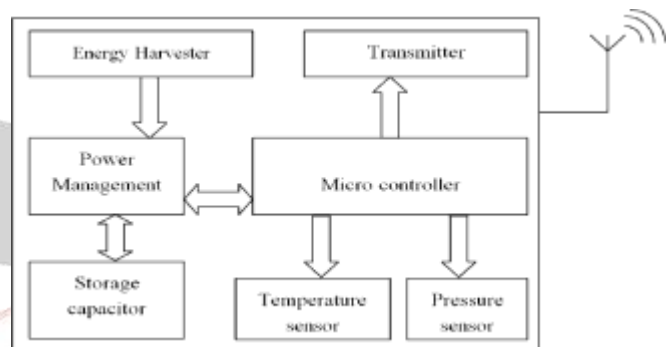 Energy Harvester
Transmitter
Power
Management
Micro controller
Storage
capacitor
Temperature
sensor
Pressure
sensor